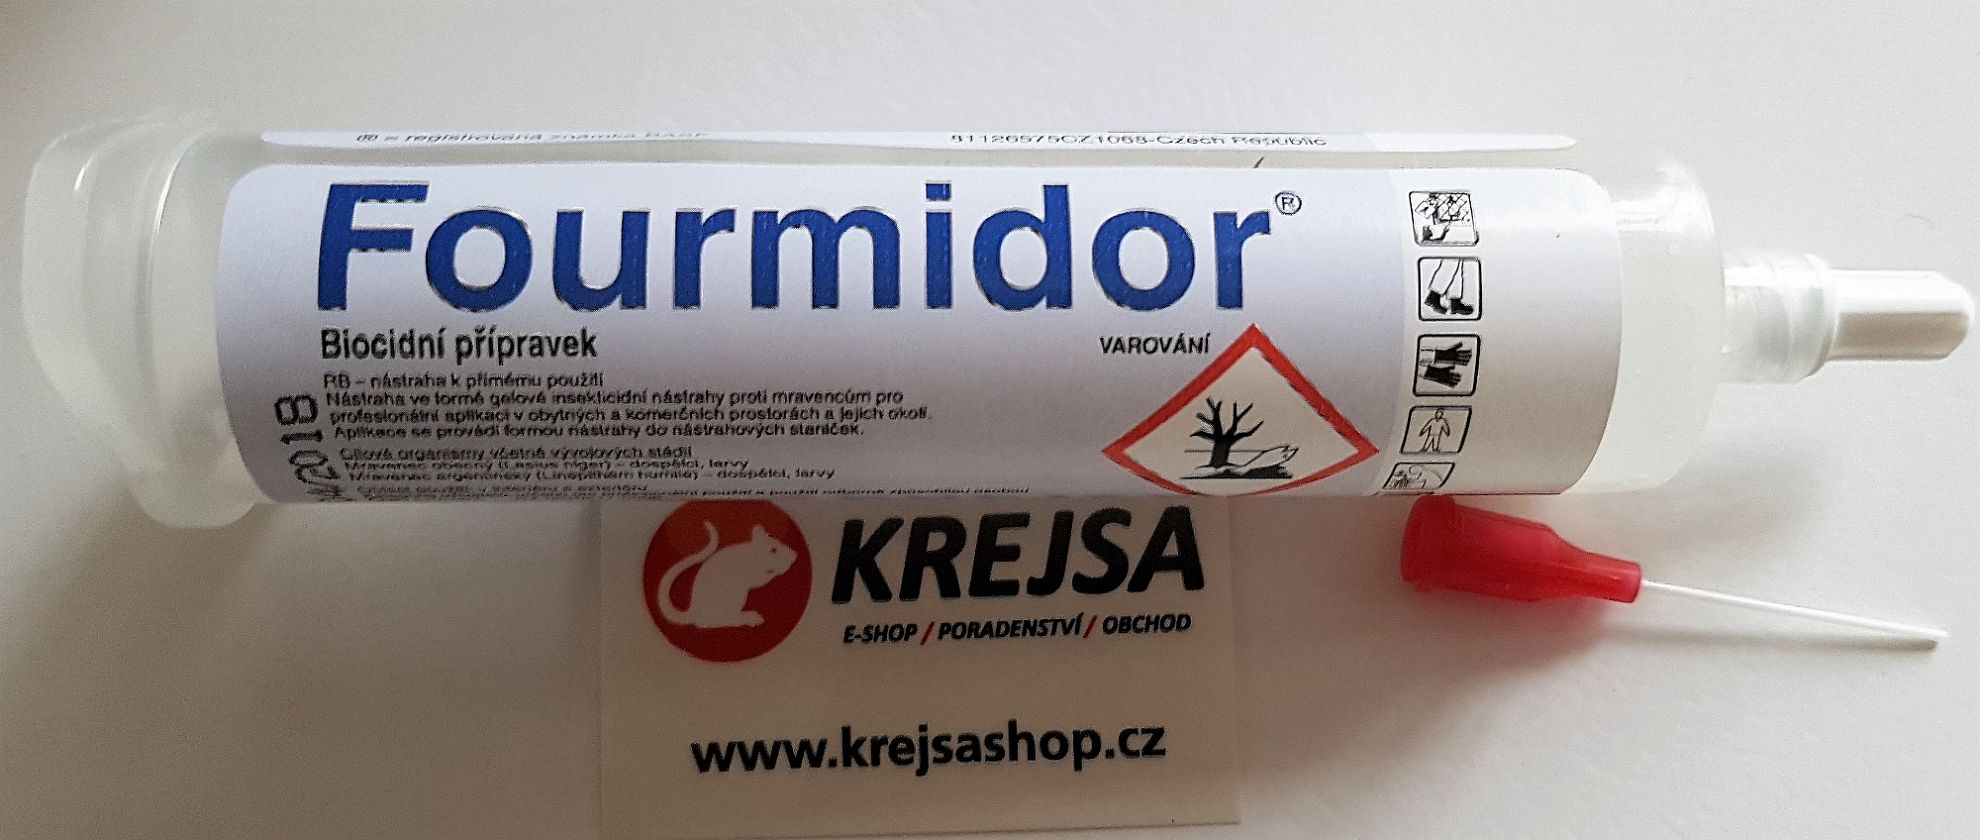 ® = registrovaná známka BASF
81126575CZ1068-Czech Republic
Fourmidor®
Biocidní přípravek
VAROVÁNÍ
RB – nástraha k přímému použití
Nástraha ve formě gelové insekticidní nástrahy proti mravencům pro
profesionální aplikaci v obytných a komerčních prostorách a jejich okolí.
Aplikace se provádí formou nástrahy do nástrahových staniček.
Cílové organismy včetně vývojových stádií
Mravenec obecný (Lasius niger) – dospělci, larvy
Mravenec argentinský (Linepithem humilis) – dospělci, larvy
2018
KREJSA
E-SHOP / PORADENSTVÍ / OBCHOD
www.krejsashop.cz